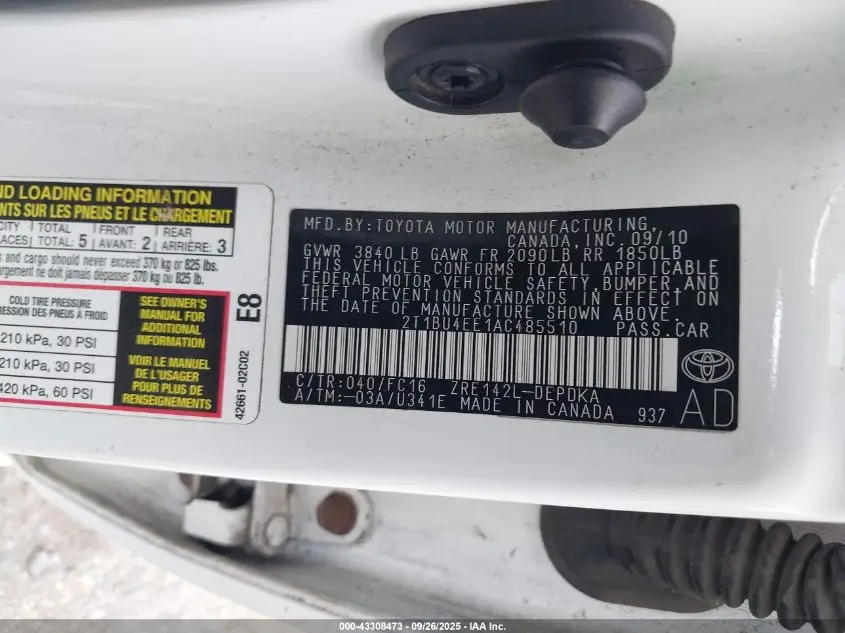 ND LOADING INFORMATION
NTS SUR LES PNEUS ET LE CHARGEMENT
CITY TOTAL FRONT REAR
LACES TOTAL: 5 AVANT: 2 ARRIÈRE: 3
s and cargo should never exceed 370 kg or 825 lbs.
argement ne doit jamais dépasser 370 kg ou 825 lb.
COLD TIRE PRESSURE
PRESSION DES PNEUS À FROID
210 kPa, 30 PSI
210 kPa, 30 PSI
420 kPa, 60 PSI
SEE OWNER'S
MANUAL FOR
ADDITIONAL
INFORMATION
VOIR LE MANUEL
DE L'USAGER
POUR PLUS DE
RENSEIGNEMENTS
E8
42661-02C02
MFD.BY:TOYOTA MOTOR MANUFACTURING,
CANADA,INC.09/10
GVWR 3840LB GAWR FR 2090LB RR 1850LB
THIS VEHICLE CONFORMS TO ALL APPLICABLE
FEDERAL MOTOR VEHICLE SAFETY,BUMPER,AND
THEFT PREVENTION STANDARDS IN EFFECT ON
THE DATE OF MANUFACTURE SHOWN ABOVE.
2T1BU4EE1AC485510 PASS.CAR
C/TR:040/FC16 ZRE142L-DEPDKA
A/TM:-03A/U341E MADE IN CANADA 937
AD
000-43308473 - 09/26/2025 - IAA Inc.